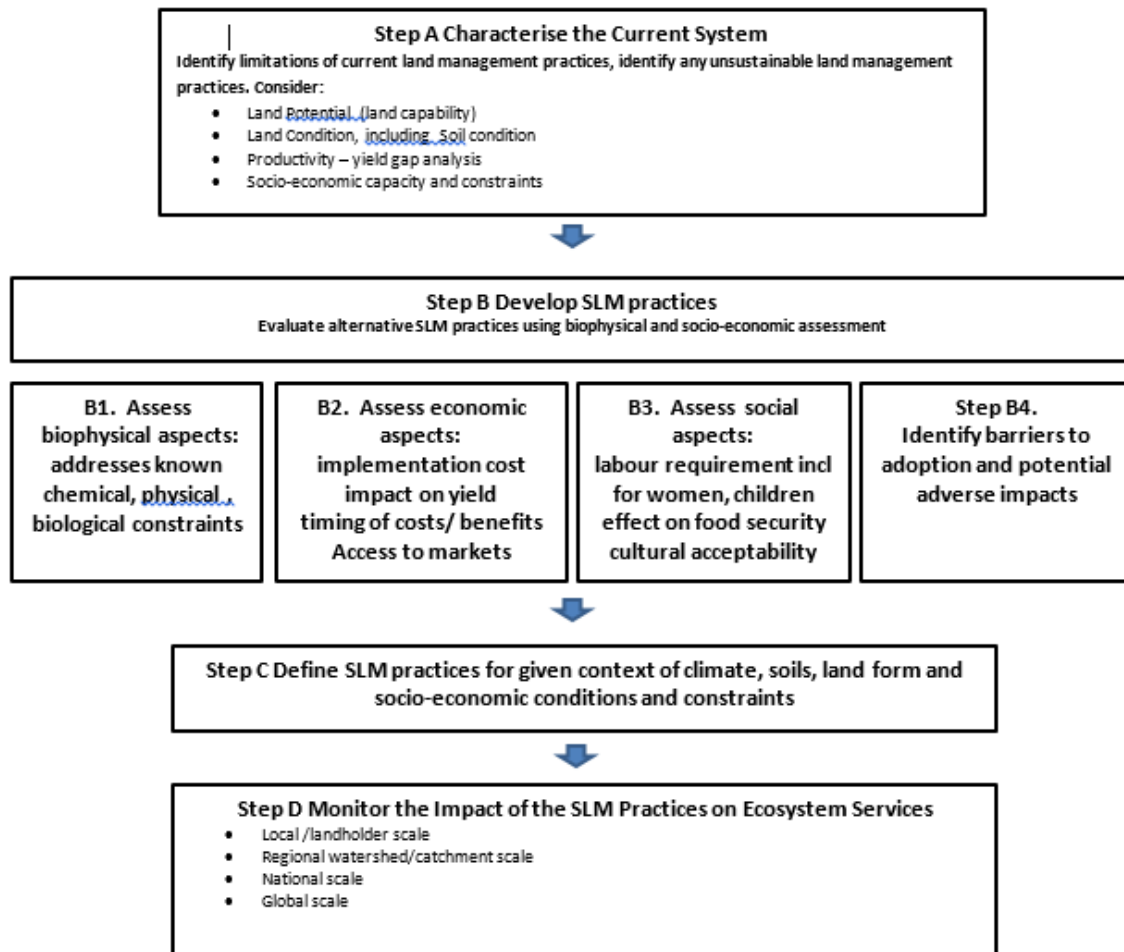 Step A Characterise the Current System
Identify limitations of current land management practices, identify any unsustainable land management
practices. Consider:
• Land Potential (land capability)
• Land Condition, including Soil condition
• Productivity – yield gap analysis
• Socio-economic capacity and constraints
Step B Develop SLM practices
Evaluate alternative SLM practices using biophysical and socio-economic assessment
B1. Assess
biophysical aspects:
addresses known
chemical, physical ,
biological constraints
B2. Assess economic
aspects:
implementation cost
impact on yield
timing of costs/ benefits
Access to markets
B3. Assess social
aspects:
labour requirement incl
for women, children
effect on food security
cultural acceptability
Step B4.
Identify barriers to
adoption and potential
adverse impacts
Step C Define SLM practices for given context of climate, soils, land form and
socio-economic conditions and constraints
Step D Monitor the Impact of the SLM Practices on Ecosystem Services
• Local /landholder scale
• Regional watershed/catchment scale
• National scale
• Global scale